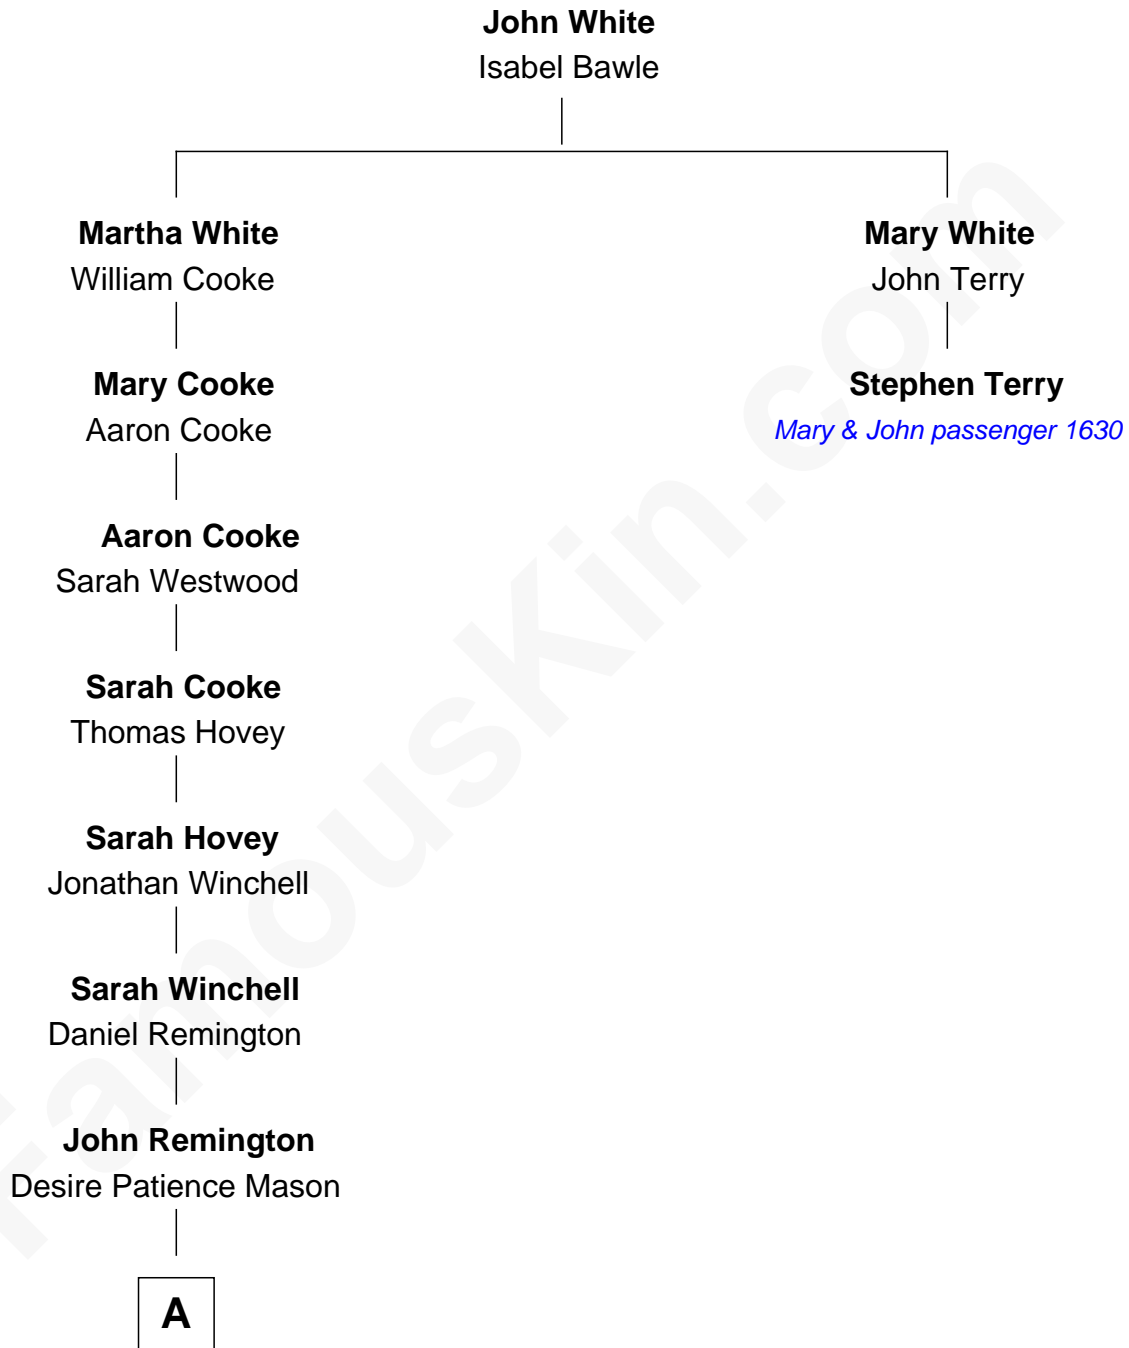 John White
Isabel Bawle
Martha White
William Cooke
Mary White
John Terry
Mary Cooke
Aaron Cooke
Stephen Terry
Mary & John passenger 1630
Aaron Cooke
Sarah Westwood
Sarah Cooke
Thomas Hovey
Sarah Hovey
Jonathan Winchell
Sarah Winchell
Daniel Remington
John Remington
Desire Patience Mason
A
FamousKin.com